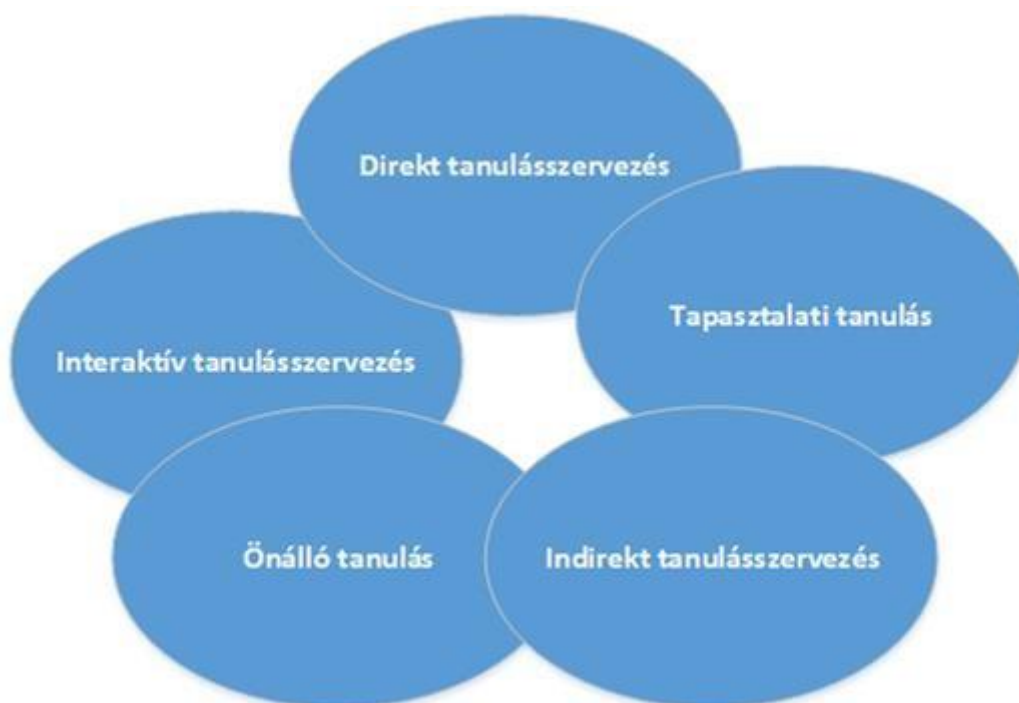 Direkt tanulásszervezés
Tapasztalati tanulás
Interaktív tanulásszervezés
Önálló tanulás
Indirekt tanulásszervezés